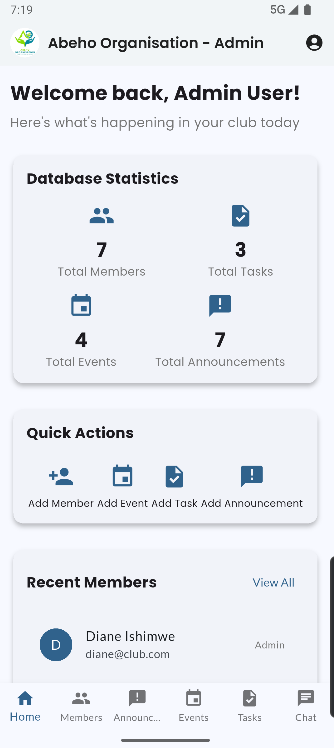 7:19 5G
Abeho Organisation - Admin
Welcome back, Admin User!
Here's what's happening in your club today
Database Statistics
7 3
Total Members Total Tasks
4 7
Total Events Total Announcements
Quick Actions
Add Member Add Event Add Task Add Announcement
Recent Members View All
D Diane Ishimwe Admin
diane@club.com
Home Members Announc... Events Tasks Chat